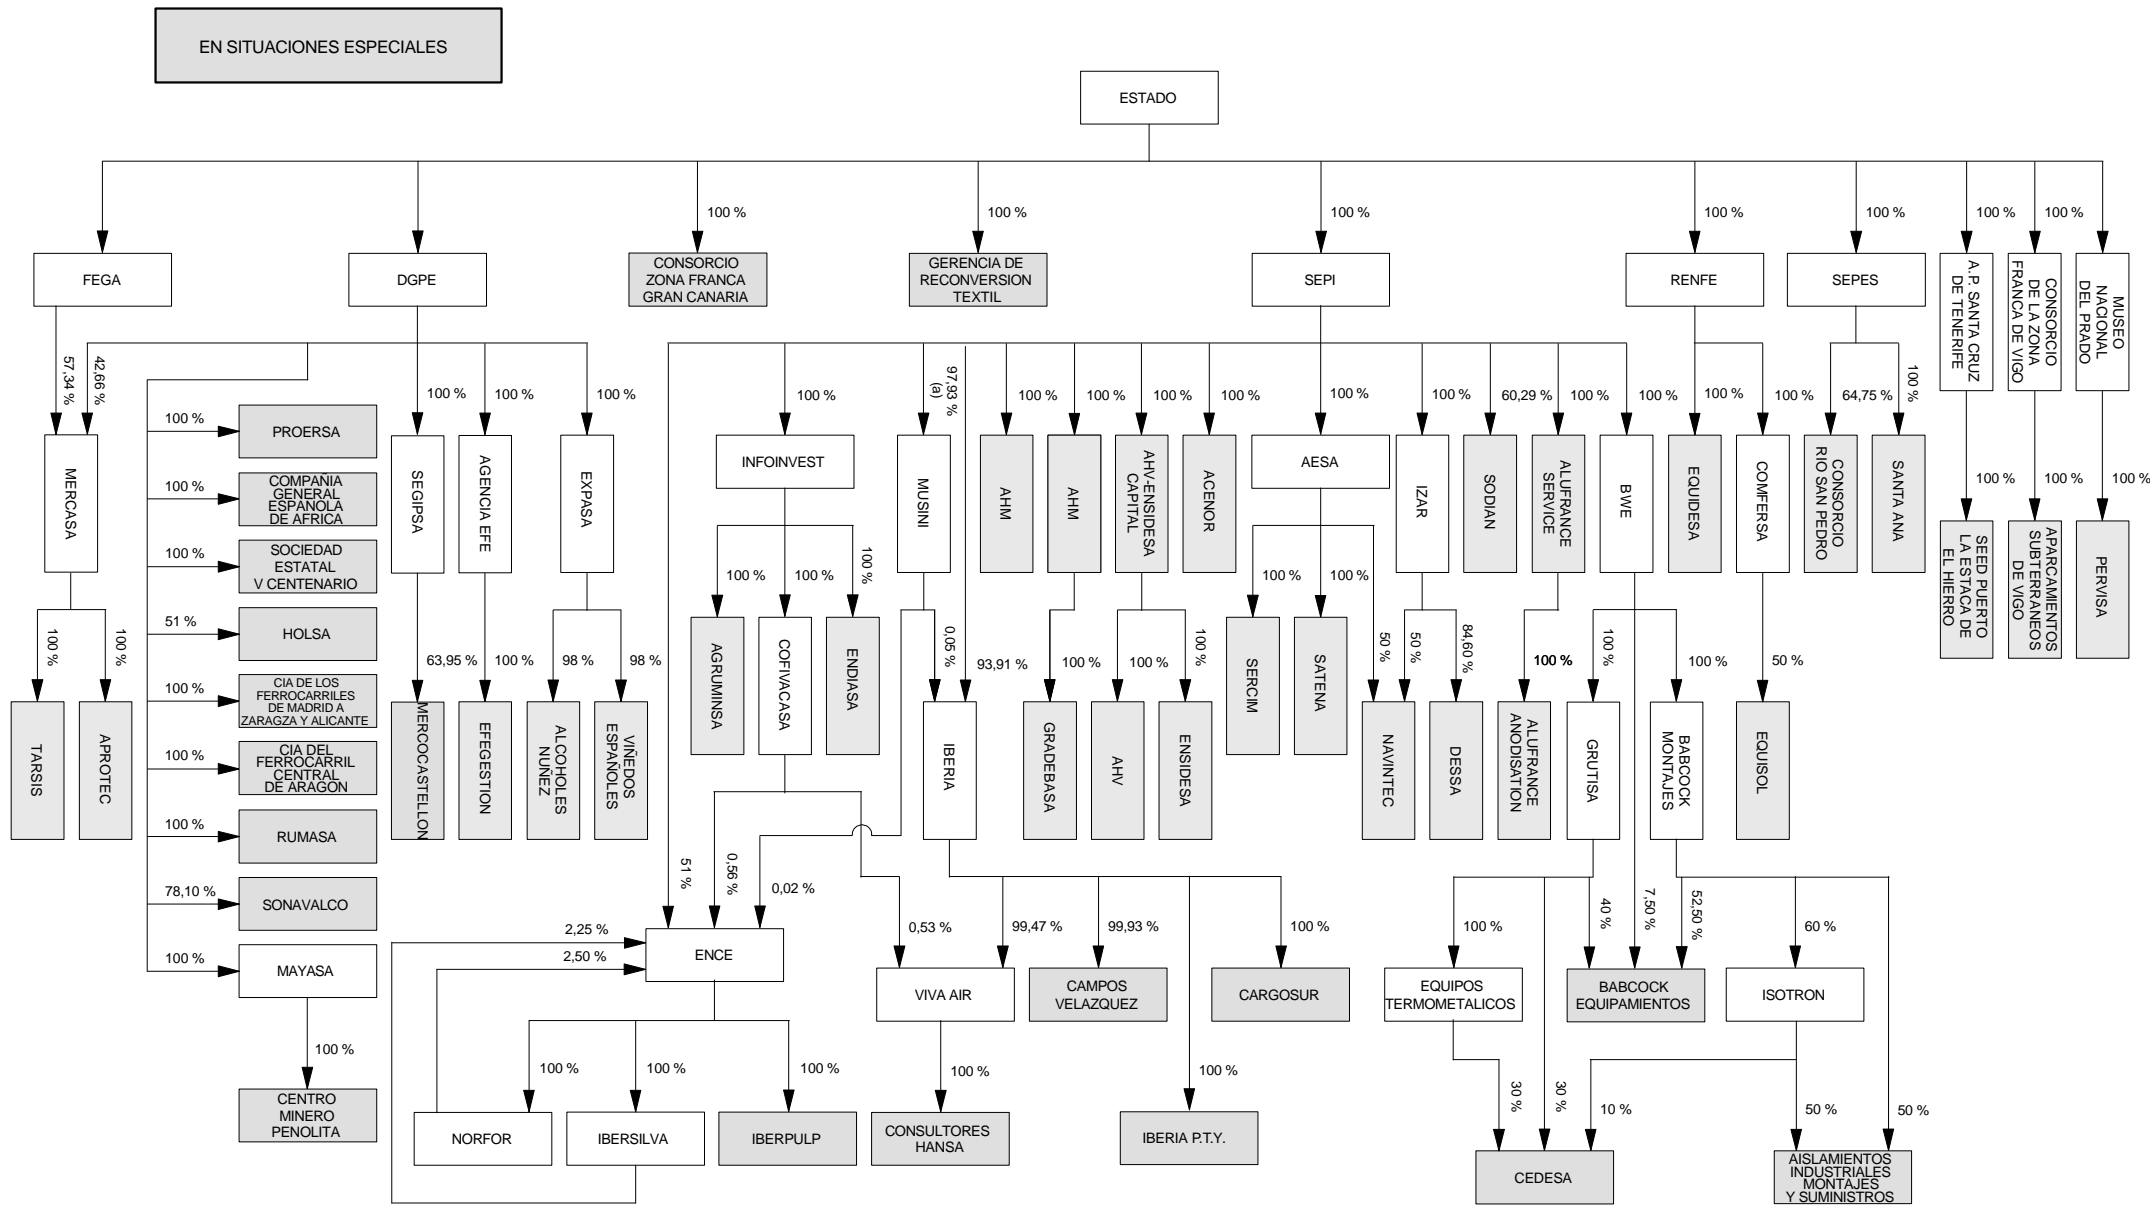 EN SITUACIONES ESPECIALES
ESTADO
100 %
100 %
100 %
100 %
100 %
100 %
100 %
100 %
FEGA
DGPE
CONSORCIO
ZONA FRANCA
GRAN CANARIA
GERENCIA DE
RECONVERSION
TEXTIL
SEPI
RENFE
SEPES
A.P. SANTA CRUZ
DE TENERIFE
CONSORCIO
DE LA ZONA
FRANCA DE VIGO
MUSEO
NACIONAL
DEL PRADO
57,34 %
42,66 %
100 %
100 %
100 %
100 %
97,93 %
(a)
100 %
100 %
100 %
100 %
100 %
100 %
100 %
60,29 %
100 %
100 %
100 %
100 %
64,75 %
100 %
100 %
PROERSA
MERCASA
SEGIPSA
AGENCIA EFE
EXPASA
INFOINVEST
MUSINI
AHM
AHM
AHV-ENSIDESA
CAPITAL
ACENOR
AESA
IZAR
SODIAN
ALUFRANCE
SERVICE
BWE
EQUIDESA
COMFERSA
CONSORCIO
RIO SAN PEDRO
SANTA ANA
100 %
100 %
100 %
100 %
COMPAÑIA
GENERAL
ESPAÑOLA
DE AFRICA
SEED PUERTO
LA ESTACA DE
EL HIERRO
APARCAMIENTOS
SUBTERRANEOS
DE VIGO
PERVISA
100 %
SOCIEDAD
ESTATAL
V CENTENARIO
100 %
100 %
100 %
100 %
100 %
51 %
HOLSA
100 %
100 %
63,95 %
100 %
98 %
98 %
AGRUMINSA
COFIVACASA
ENDIASA
0,05 %
93,91 %
100 %
100 %
100 %
SERCIM
SATENA
50 %
50 %
84,60 %
100 %
100 %
100 %
50 %
100 %
CIA DE LOS
FERROCARRILES
DE MADRID A
ZARAGZA Y ALICANTE
TARSIS
APROTEC
MERCOCASTELLON
EFEGESTION
ALCOHOLES
NUÑEZ
VIÑEDOS
ESPAÑOLES
IBERIA
GRADEBASA
AHV
ENSIDESA
NAVINTEC
DESSA
ALUFRANCE
ANODISATION
GRUTISA
BABCOCK
MONTAJES
EQUISOL
100 %
CIA DEL
FERROCARRIL
CENTRAL
DE ARAGON
100 %
RUMASA
78,10 %
SONAVALCO
51 %
0,56 %
0,02 %
40 %
7,50 %
52,50 %
2,25 %
2,50 %
ENCE
0,53 %
99,47 %
99,93 %
100 %
100 %
60 %
100 %
MAYASA
VIVA AIR
CAMPOS
VELAZQUEZ
CARGOSUR
EQUIPOS
TERMOMETALICOS
BABCOCK
EQUIPAMIENTOS
ISOTRON
100 %
100 %
100 %
100 %
100 %
100 %
30 %
30 %
10 %
50 %
50 %
CENTRO
MINERO
PENOLITA
NORFOR
IBERSILVA
IBERPULP
CONSULTORES
HANSA
IBERIA P.T.Y.
CEDESA
AISLAMIENTOS
INDUSTRIALES
MONTAJES
Y SUMINISTROS